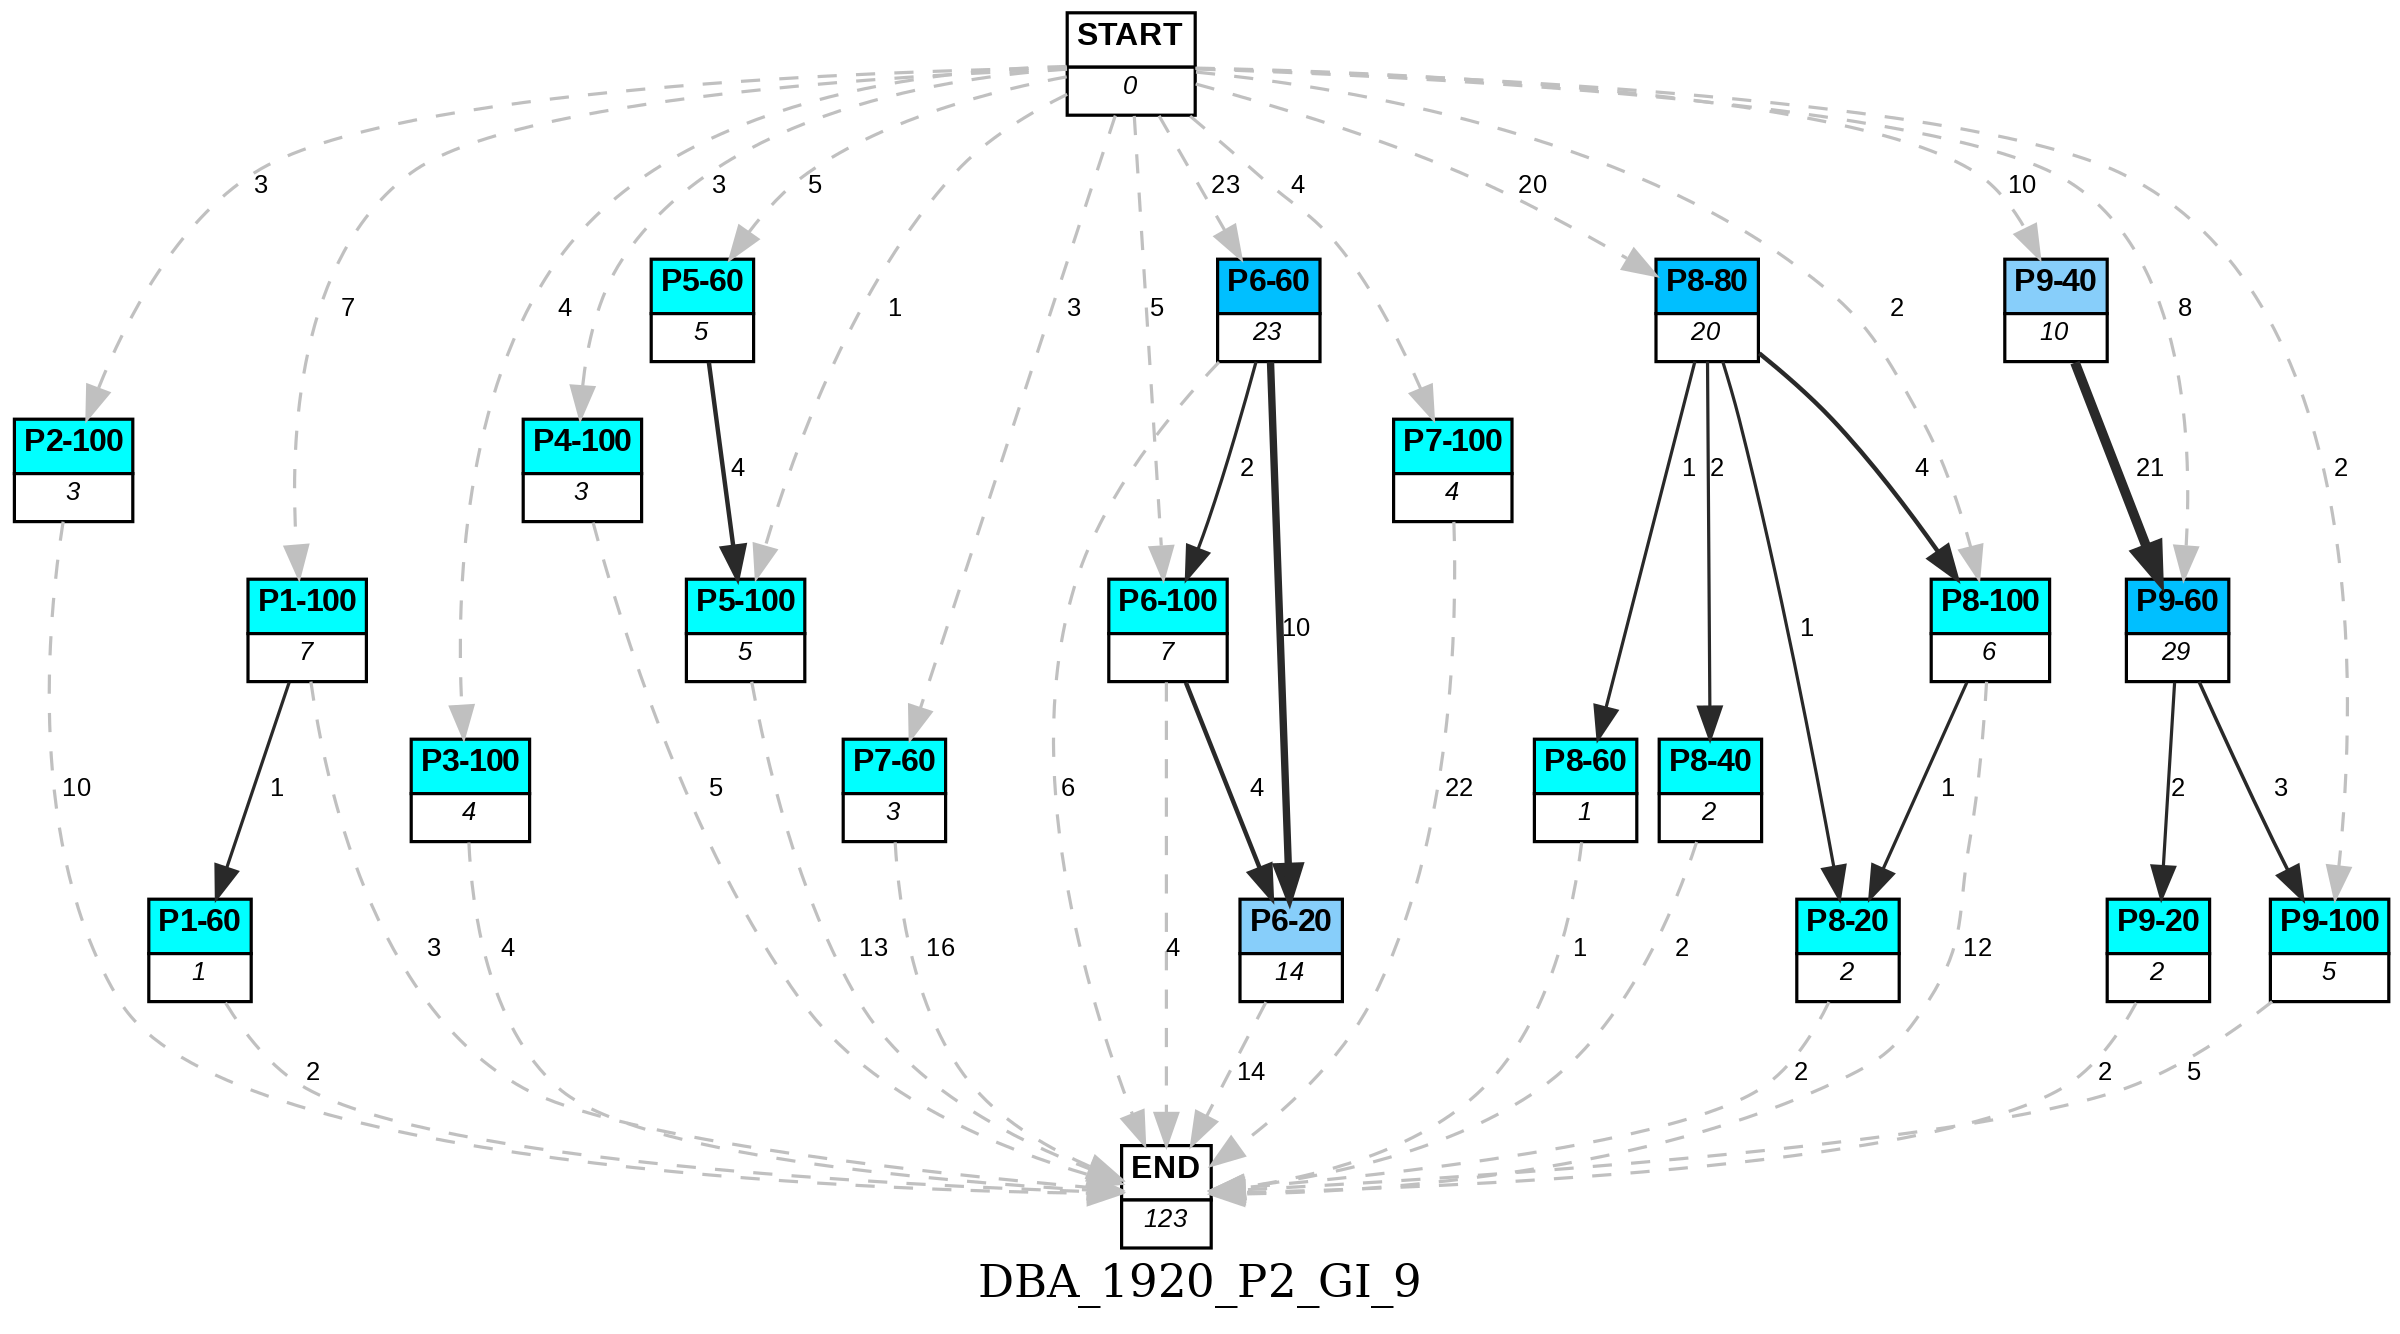 START
0
3
3
5
23
4
20
10
P5-60
5
P6-60
23
P8-80
20
P9-40
10
7
4
1
3
5
2
8
P2-100
3
P4-100
3
P7-100
4
4
2
1
2
4
21
2
P1-100
7
P5-100
5
P6-100
7
P8-100
6
P9-60
29
10
1
P3-100
4
P7-60
3
P8-60
1
P8-40
2
10
1
5
6
4
22
1
2
3
P1-60
1
P6-20
14
P8-20
2
P9-20
2
P9-100
5
3
4
13
16
4
1
2
12
2
14
2
2
5
END
123
DBA_1920_P2_GI_9